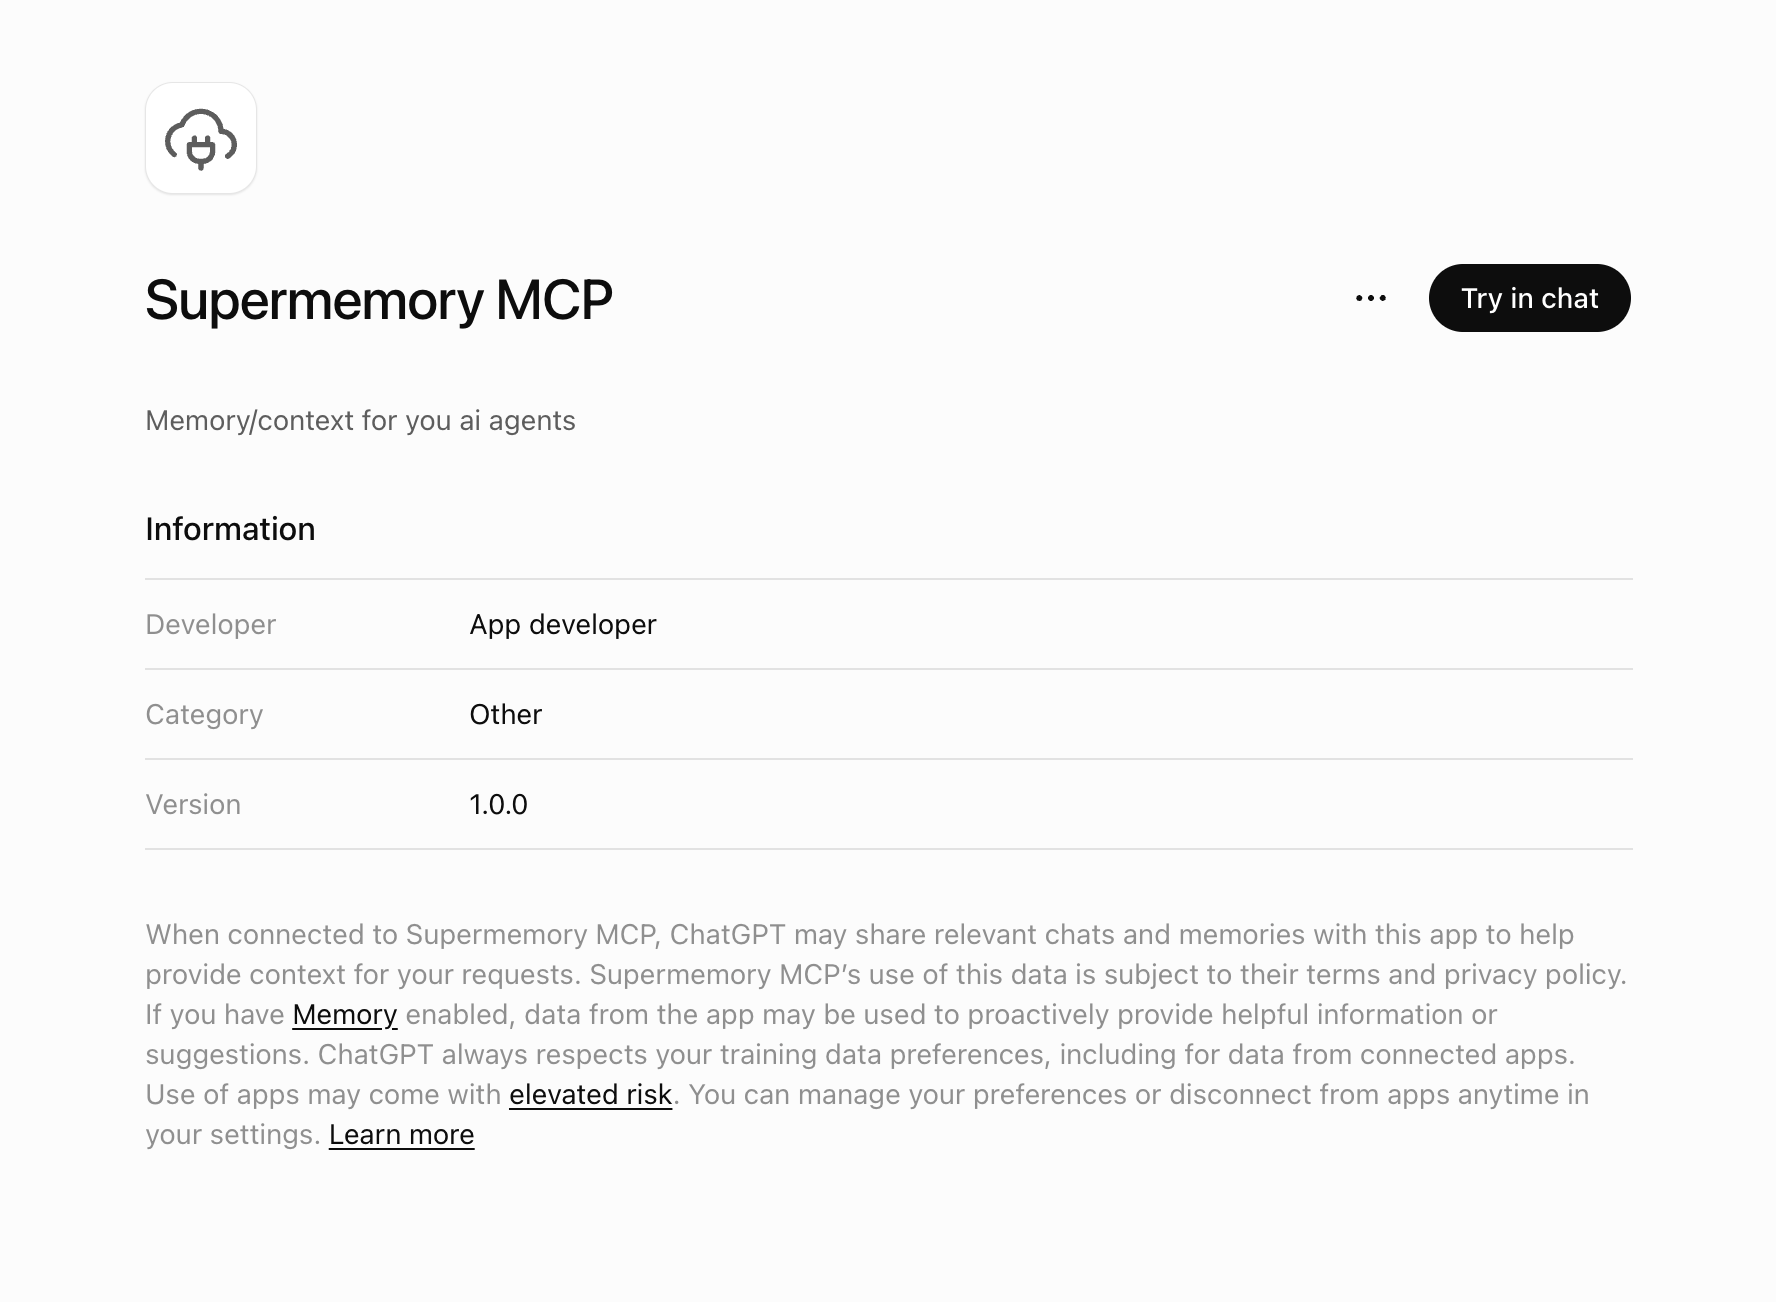 Supermemory MCP
Try in chat
Memory/context for you ai agents
Information
Developer App developer
Category Other
Version 1.0.0
When connected to Supermemory MCP, ChatGPT may share relevant chats and memories with this app to help
provide context for your requests. Supermemory MCP’s use of this data is subject to their terms and privacy policy.
If you have Memory enabled, data from the app may be used to proactively provide helpful information or
suggestions. ChatGPT always respects your training data preferences, including for data from connected apps.
Use of apps may come with elevated risk. You can manage your preferences or disconnect from apps anytime in
your settings. Learn more